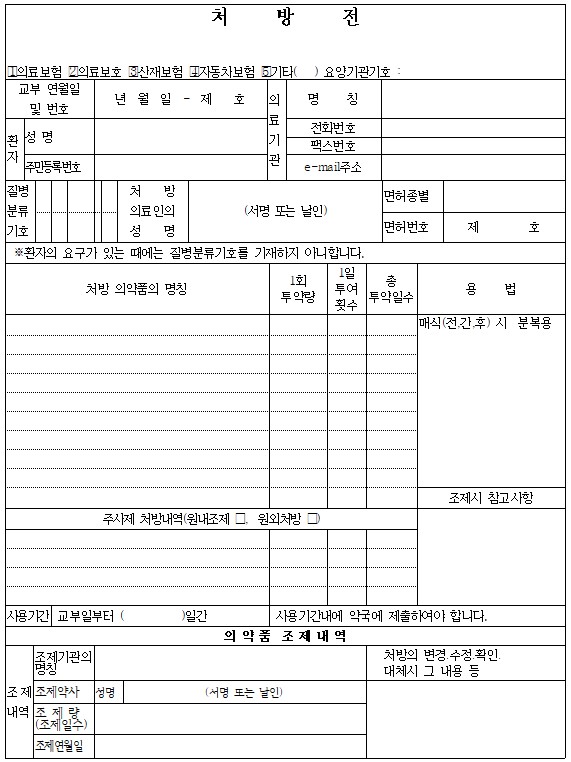 처 방 전
①의료보험 ②의료보호 ③산재보험 ④자동차보험 ⑤기타( ) 요양기관기호 :
교부 연월일
및 번호
년 월 일 - 제 호
의료기관
명 칭
전화번호
팩스번호
e-mail주소
환자
성 명
주민등록번호
질병
분류
기호
처 방
의료인의
성 명
(서명 또는 날인)
면허종별
면허번호
제 호
※환자의 요구가 있는 때에는 질병분류기호를 기재하지 아니합니다.
처방 의약품의 명칭
1회
투약량
1일
투여
횟수
총
투약일수
용 법
매식(전,간,후) 시 분복용
조제시 참고사항
주사제 처방내역(원내조제 □, 원외처방 □)
사용기간
교부일부터 ( )일간
사용기간내에 약국에 제출하여야 합니다.
의약품 조제내역
조제
내역
조제기관의
명칭
처방의 변경.수정.확인.
대체시 그 내용 등
조제약사
성명
(서명 또는 날인)
조 제 량
(조제일수)
조제연월일